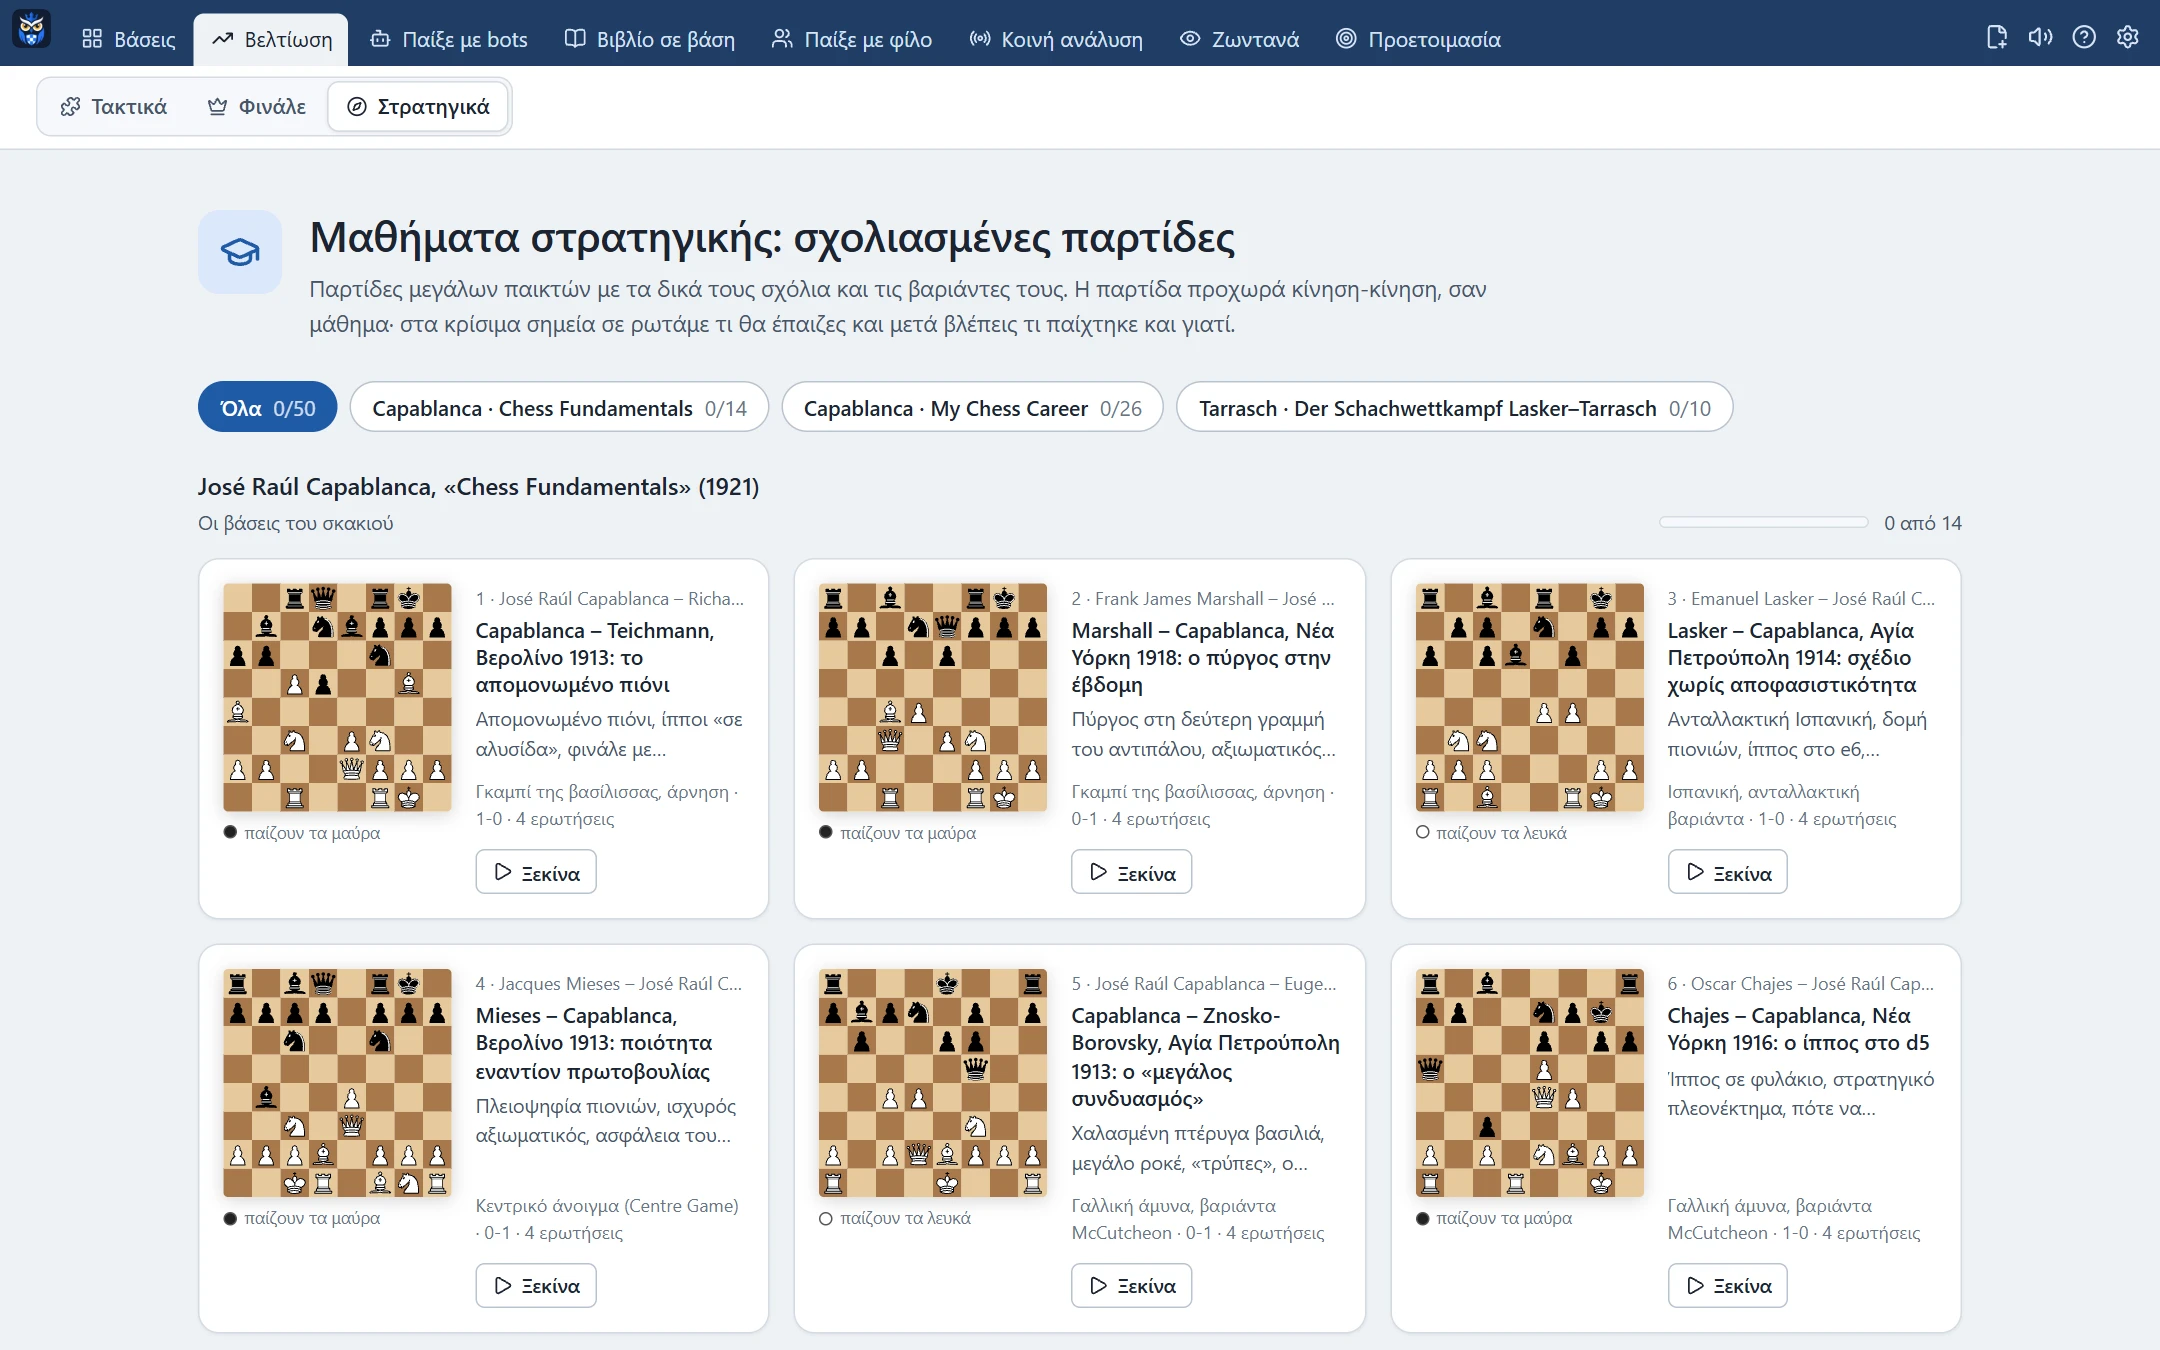 Βάσεις Βελτίωση Παίξε με bots Βιβλίο σε βάση Παίξε με φίλο Κοινή ανάλυση Ζωντανά Προετοιμασία
Τακτικά Φινάλε Στρατηγικά
Μαθήματα στρατηγικής: σχολιασμένες παρτίδες
Παρτίδες μεγάλων παικτών με τα δικά τους σχόλια και τις βαριάντες τους. Η παρτίδα προχωρά κίνηση-κίνηση, σαν
μάθημα· στα κρίσιμα σημεία σε ρωτάμε τι θα έπαιζες και μετά βλέπεις τι παίχτηκε και γιατί.
Όλα 0/50 Capablanca · Chess Fundamentals 0/14 Capablanca · My Chess Career 0/26 Tarrasch · Der Schachwettkampf Lasker–Tarrasch 0/10
José Raúl Capablanca, «Chess Fundamentals» (1921)
Οι βάσεις του σκακιού
0 από 14
1 · José Raúl Capablanca – Richa...
Capablanca – Teichmann,
Βερολίνο 1913: το
απομονωμένο πιόνι
Απομονωμένο πιόνι, ίπποι «σε
αλυσίδα», φινάλε με...
Γκαμπί της βασίλισσας, άρνηση ·
1-0 · 4 ερωτήσεις
παίζουν τα μαύρα
Ξεκίνα
2 · Frank James Marshall – José ...
Marshall – Capablanca, Νέα
Υόρκη 1918: ο πύργος στην
έβδομη
Πύργος στη δεύτερη γραμμή
του αντιπάλου, αξιωματικός...
Γκαμπί της βασίλισσας, άρνηση ·
0-1 · 4 ερωτήσεις
παίζουν τα μαύρα
Ξεκίνα
3 · Emanuel Lasker – José Raúl C...
Lasker – Capablanca, Αγία
Πετρούπολη 1914: σχέδιο
χωρίς αποφασιστικότητα
Ανταλλακτική Ισπανική, δομή
πιονιών, ίππος στο e6,...
Ισπανική, ανταλλακτική
βαριάντα · 1-0 · 4 ερωτήσεις
παίζουν τα λευκά
Ξεκίνα
4 · Jacques Mieses – José Raúl C...
Mieses – Capablanca,
Βερολίνο 1913: ποιότητα
εναντίον πρωτοβουλίας
Πλειοψηφία πιονιών, ισχυρός
αξιωματικός, ασφάλεια του...
Κεντρικό άνοιγμα (Centre Game)
· 0-1 · 4 ερωτήσεις
παίζουν τα μαύρα
Ξεκίνα
5 · José Raúl Capablanca – Euge...
Capablanca – Znosko-
Borovsky, Αγία Πετρούπολη
1913: ο «μεγάλος
συνδυασμός»
Χαλασμένη πτέρυγα βασιλιά,
μεγάλο ροκέ, «τρύπες», ο...
Γαλλική άμυνα, βαριάντα
McCutcheon · 0-1 · 4 ερωτήσεις
παίζουν τα λευκά
Ξεκίνα
6 · Oscar Chajes – José Raúl Cap...
Chajes – Capablanca, Νέα
Υόρκη 1916: ο ίππος στο d5
Ίππος σε φυλάκιο, στρατηγικό
πλεονέκτημα, πότε να...
Γαλλική άμυνα, βαριάντα
McCutcheon · 1-0 · 4 ερωτήσεις
παίζουν τα μαύρα
Ξεκίνα